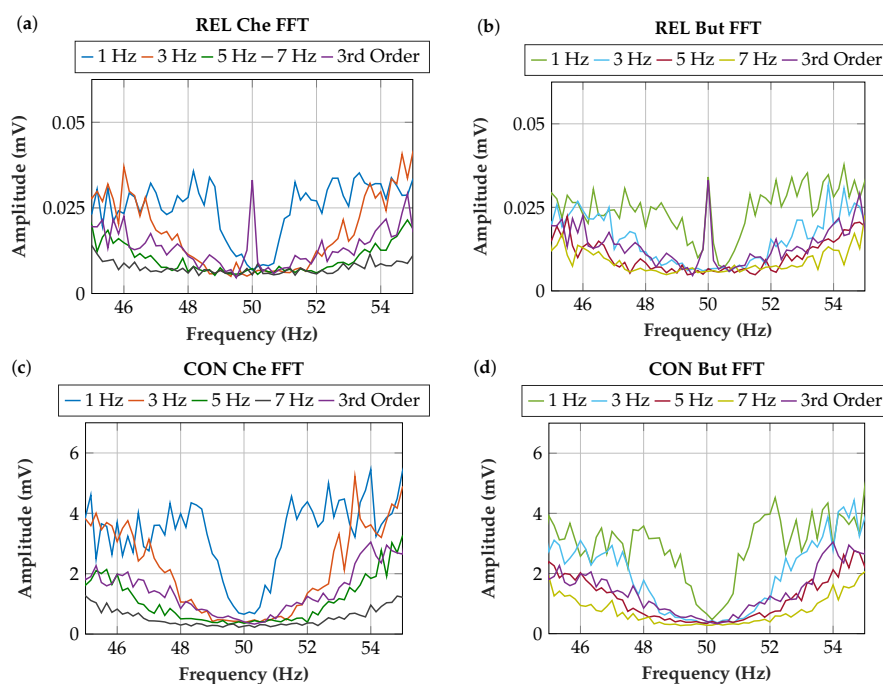 (a)
REL Che FFT
1 Hz 3 Hz 5 Hz 7 Hz 3rd Order
Amplitude (mV)
0.05
0.025
0
46 48 50 52 54
Frequency (Hz)
(b)
REL But FFT
1 Hz 3 Hz 5 Hz 7 Hz 3rd Order
Amplitude (mV)
0.05
0.025
0
46 48 50 52 54
Frequency (Hz)
(c)
CON Che FFT
1 Hz 3 Hz 5 Hz 7 Hz 3rd Order
Amplitude (mV)
6
4
2
0
46 48 50 52 54
Frequency (Hz)
(d)
CON But FFT
1 Hz 3 Hz 5 Hz 7 Hz 3rd Order
Amplitude (mV)
6
4
2
0
46 48 50 52 54
Frequency (Hz)